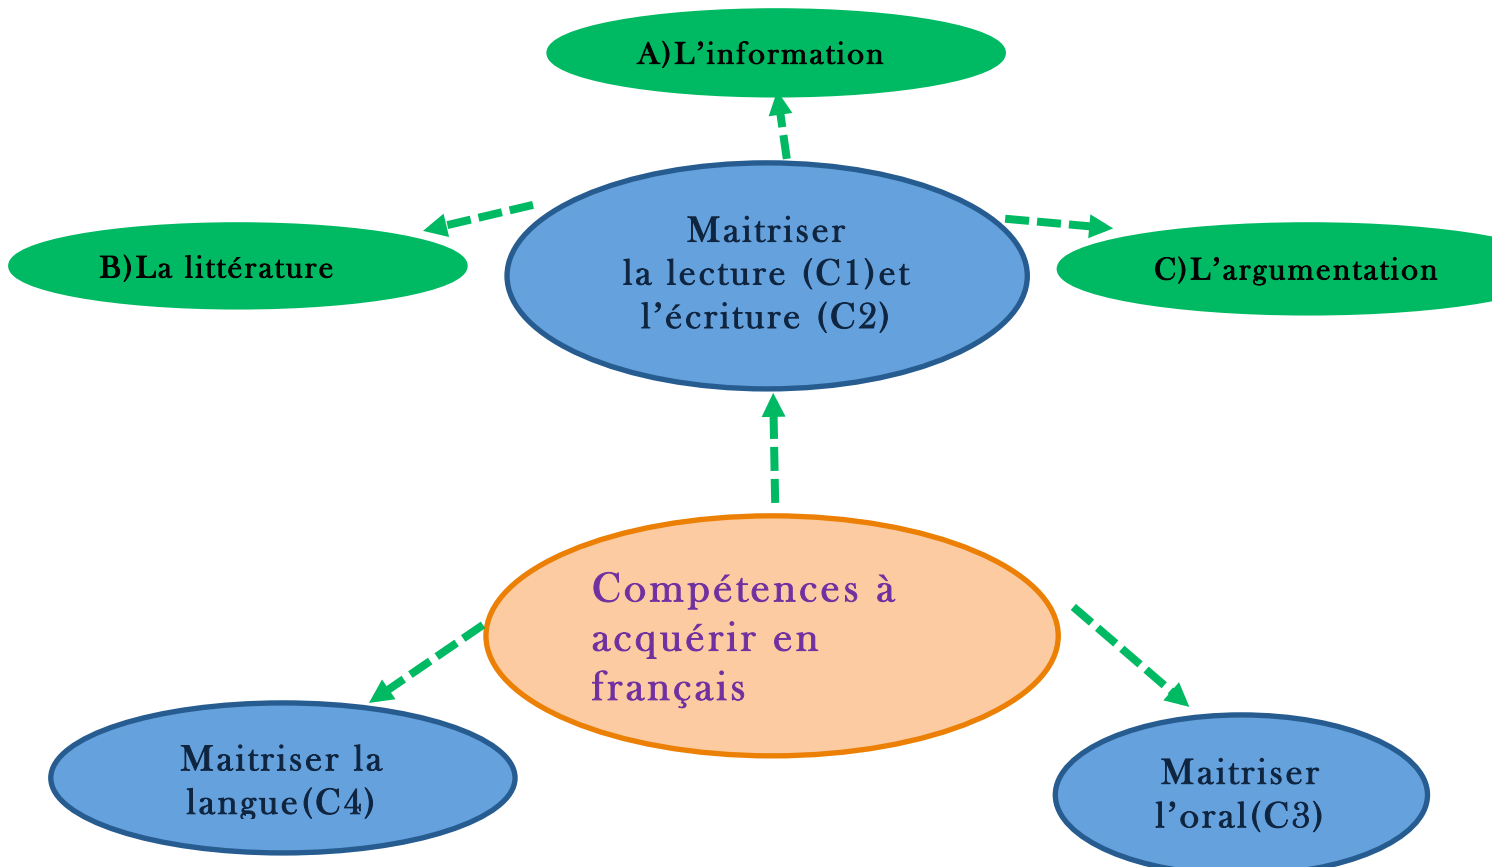 A)L’information
B)La littérature
Maitriser
la lecture (C1)et
l’écriture (C2)
C)L’argumentation
Compétences à
acquérir en
français
Maitriser la
langue(C4)
Maitriser
l’oral(C3)